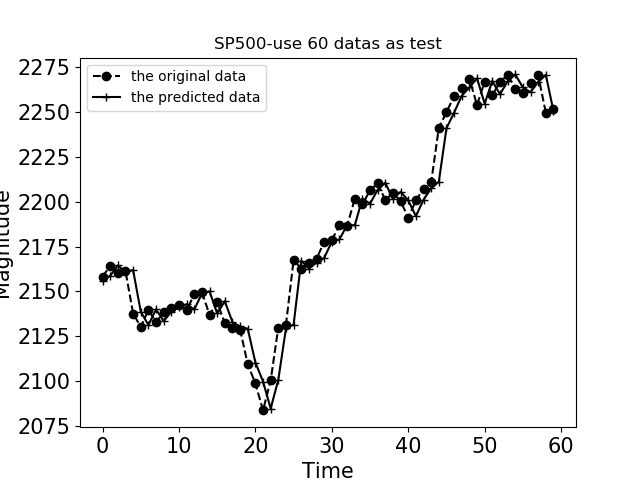 SP500-use 60 datas as test
the original data
the predicted data
Magnitude
2275
2250
2225
2200
2175
2150
2125
2100
2075
0 10 20 30 40 50 60
Time